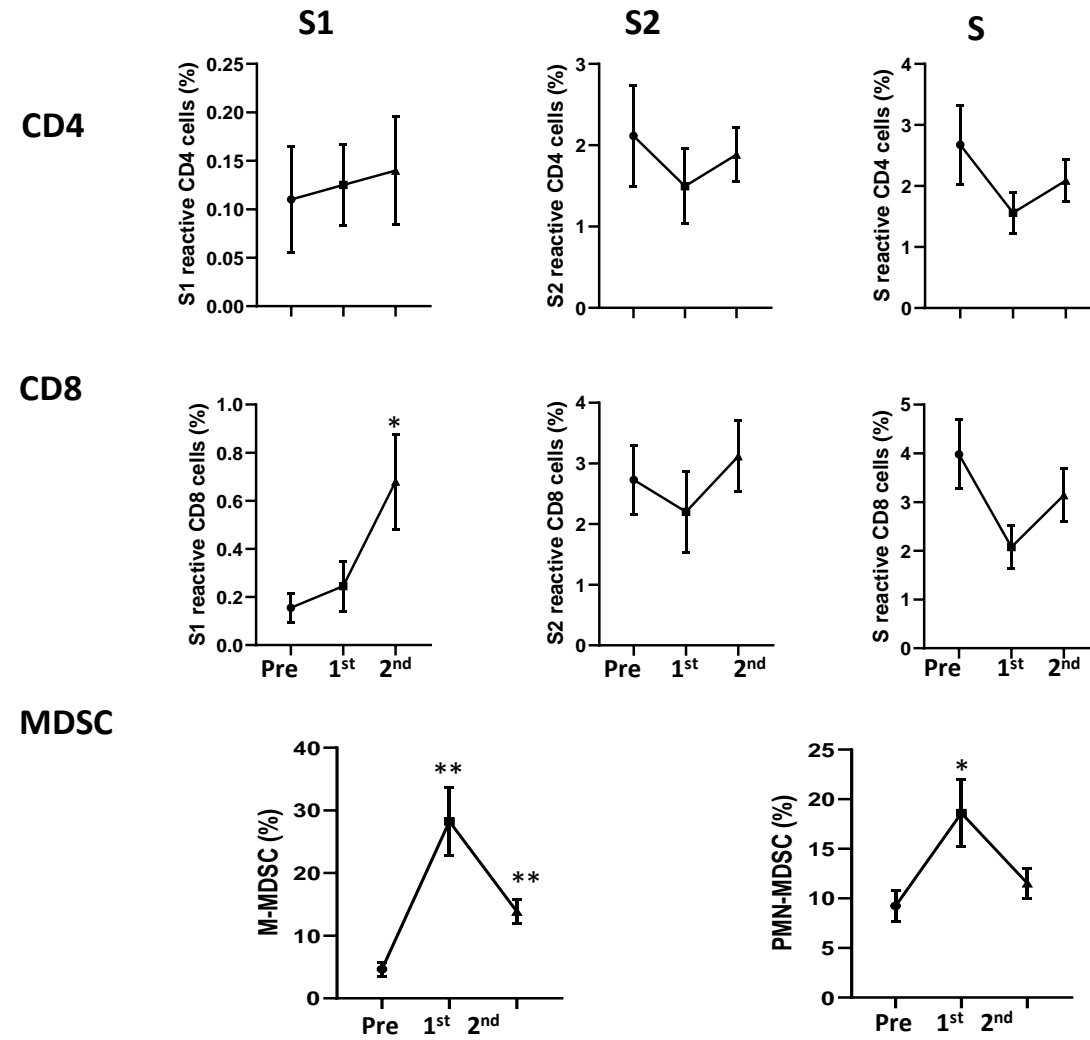 S1 S2 S
CD4
S1 reactive CD4 cells (%)
0.25
0.20
0.15
0.10
0.05
0.00
S2 reactive CD4 cells (%)
3
2
1
0
S reactive CD4 cells (%)
4
3
2
1
0
CD8
S1 reactive CD8 cells (%)
1.0
0.8
0.6
0.4
0.2
0.0
*
Pre 1st 2nd
S2 reactive CD8 cells (%)
4
3
2
1
0
Pre 1st 2nd
S reactive CD8 cells (%)
5
4
3
2
1
0
Pre 1st 2nd
MDSC
M-MDSC (%)
40
30
20
10
0
**
**
Pre 1st 2nd
PMN-MDSC (%)
25
20
15
10
5
0
*
Pre 1st 2nd